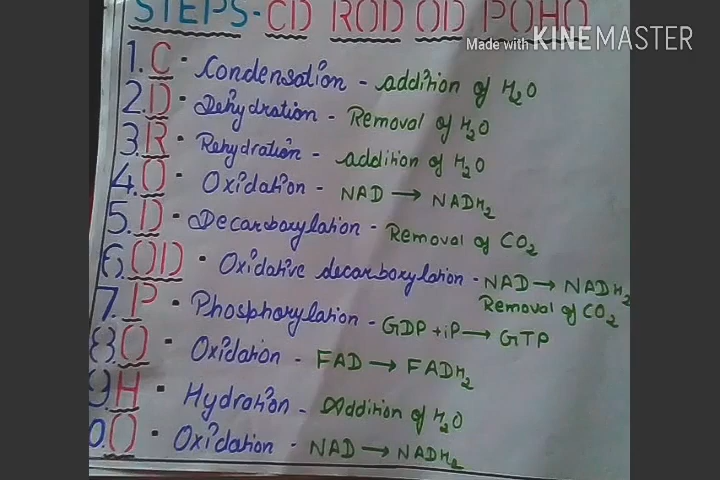 STEPS- CD ROD OD POHO
Made with KINEMASTER
1. C - Condensation - addition of H2O
2. D - Dehydration - Removal of H2O
3. R - Rehydration - addition of H2O
4. O - Oxidation - NAD → NADH2
5. D - Decarboxylation - Removal of CO2
6. OD - Oxidative decarboxylation - NAD → NADH2
Removal of CO2
7. P - Phosphorylation - GDP + iP → GTP
8. O - Oxidation - FAD → FADH2
9. H - Hydration - Addition of H2O
0. O - Oxidation - NAD → NADH2